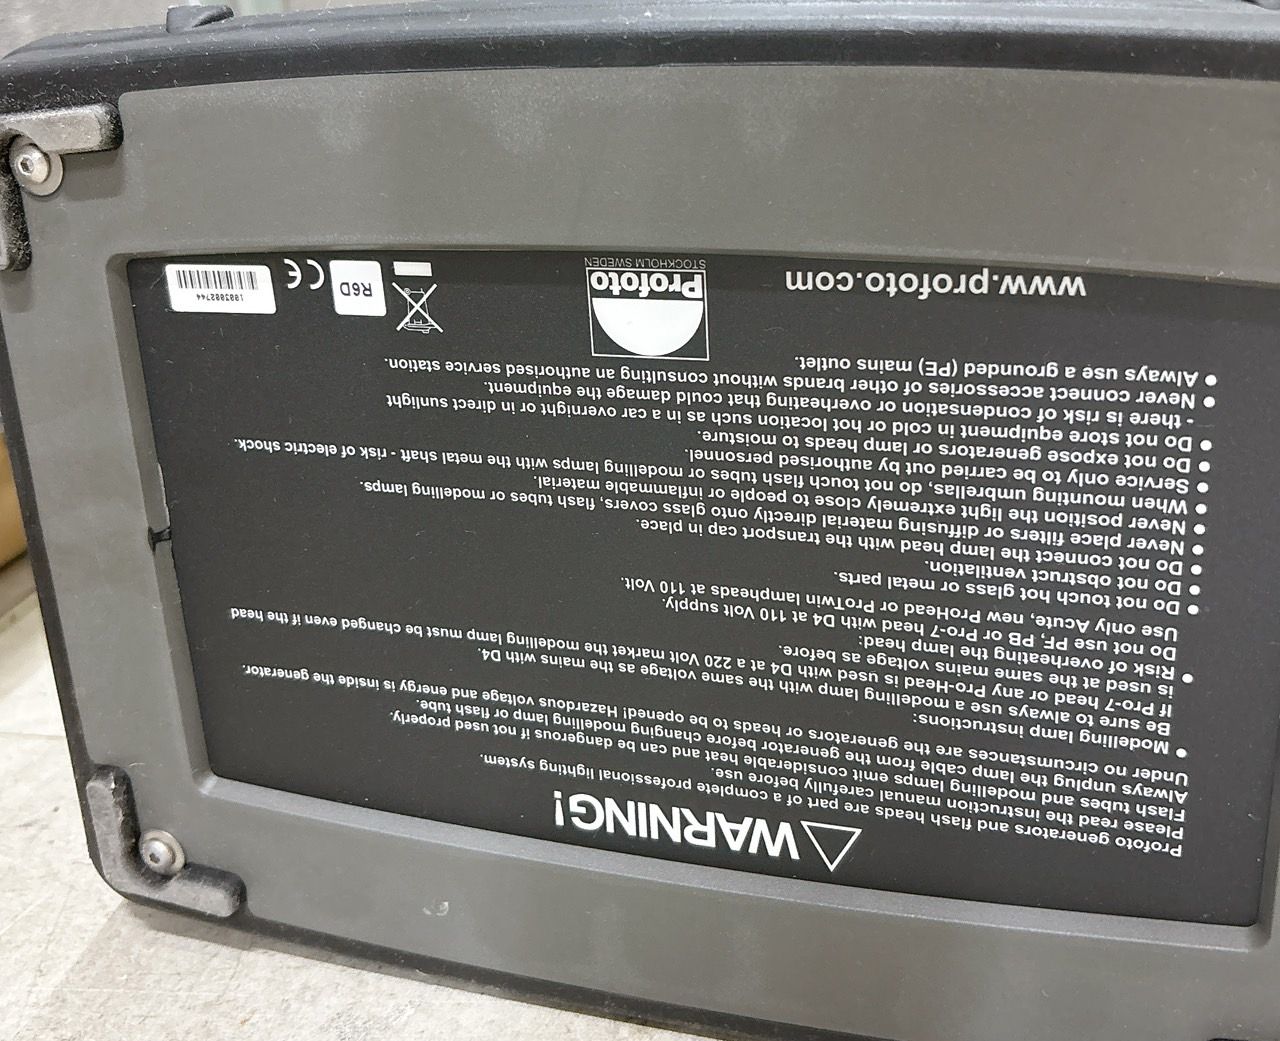 WARNING!
Profoto generators and flash heads are part of a complete professional lighting system.
Please read the instruction manual carefully before use.
Flash tubes and modelling lamps emit considerable heat and can be dangerous if not used properly.
Always unplug the lamp cable from the generator before changing modelling lamp or flash tube.
Under no circumstances are the generators or heads to be opened! Hazardous voltage and energy is inside the generator.
• Modelling lamp instructions:
Be sure to always use a modelling lamp with the same voltage as the mains with D4.
If Pro-7 head or any Pro-Head is used with D4 at a 220 Volt market the modelling lamp must be changed even if the head
is used at the same mains voltage as before.
• Risk of overheating the lamp head:
Do not use PF, PB or Pro-7 head with D4 at 110 Volt supply.
Use only Acute, new ProHead or ProTwin lampheads at 110 Volt.
• Do not touch hot glass or metal parts.
• Do not obstruct ventilation.
• Do not connect the lamp head with the transport cap in place.
• Never place filters or diffusing material directly onto glass covers, flash tubes or modelling lamps.
• Never position the light extremely close to people or inflammable material.
• When mounting umbrellas, do not touch flash tubes or modelling lamps with the metal shaft - risk of electric shock.
• Service only to be carried out by authorised personnel.
• Do not expose generators or lamp heads to moisture.
• Do not store equipment in cold or hot location such as in a car overnight or in direct sunlight
- there is risk of condensation or overheating that could damage the equipment.
• Never connect accessories of other brands without consulting an authorised service station.
• Always use a grounded (PE) mains outlet.
www.profoto.com
Profoto
STOCKHOLM SWEDEN
R6D
CE
1003002744